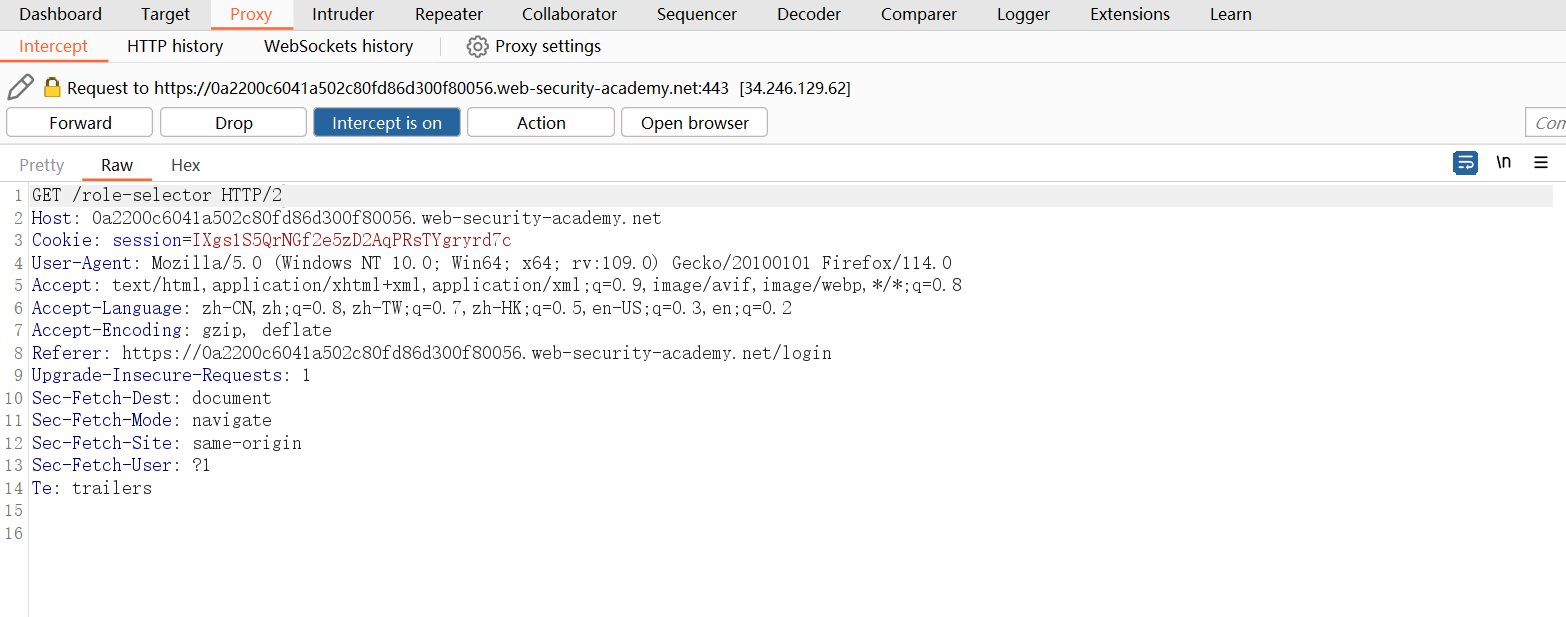 Dashboard Target Proxy Intruder Repeater Collaborator Sequencer Decoder Comparer Logger Extensions Learn
Intercept HTTP history WebSockets history Proxy settings
Request to https://0a2200c6041a502c80fd86d300f80056.web-security-academy.net:443 [34.246.129.62]
Forward Drop Intercept is on Action Open browser Con
Pretty Raw Hex \n
1 GET /role-selector HTTP/2
2 Host: 0a2200c6041a502c80fd86d300f80056.web-security-academy.net
3 Cookie: session=IXgs1S5QrNGf2e5zD2AqPRsTYgryrd7c
4 User-Agent: Mozilla/5.0 (Windows NT 10.0; Win64; x64; rv:109.0) Gecko/20100101 Firefox/114.0
5 Accept: text/html,application/xhtml+xml,application/xml;q=0.9,image/avif,image/webp,*/*;q=0.8
6 Accept-Language: zh-CN,zh;q=0.8,zh-TW;q=0.7,zh-HK;q=0.5,en-US;q=0.3,en;q=0.2
7 Accept-Encoding: gzip, deflate
8 Referer: https://0a2200c6041a502c80fd86d300f80056.web-security-academy.net/login
9 Upgrade-Insecure-Requests: 1
10 Sec-Fetch-Dest: document
11 Sec-Fetch-Mode: navigate
12 Sec-Fetch-Site: same-origin
13 Sec-Fetch-User: ?1
14 Te: trailers
15
16